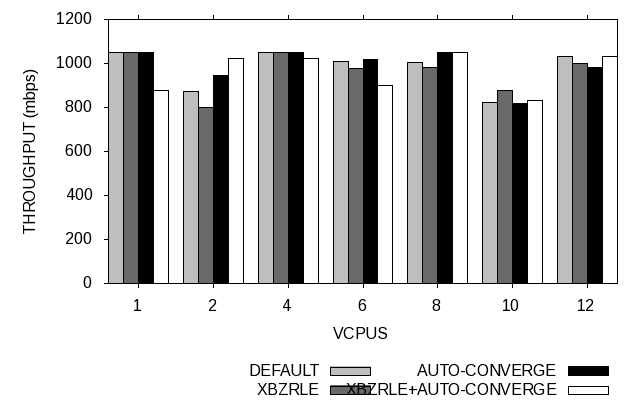 1200
1000
800
600
400
200
0
THROUGHPUT (mbps)
1 2 4 6 8 10 12
VCPUS
DEFAULT AUTO-CONVERGE
XBZRLE XBZRLE+AUTO-CONVERGE